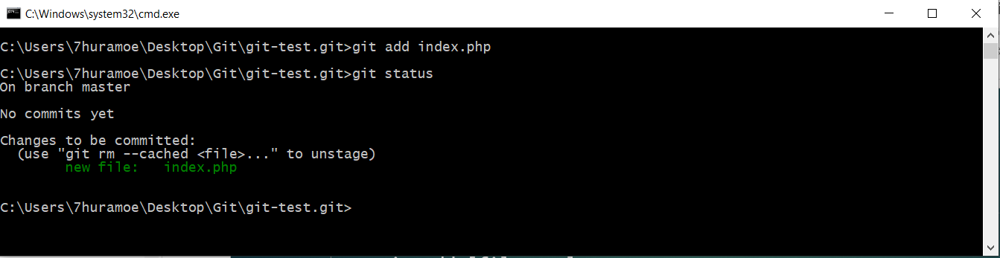 C:\Windows\system32\cmd.exe
C:\Users\7huramoe\Desktop\Git\git-test.git>git add index.php
C:\Users\7huramoe\Desktop\Git\git-test.git>git status
On branch master
No commits yet
Changes to be committed:
(use "git rm --cached <file>..." to unstage)
new file: index.php
C:\Users\7huramoe\Desktop\Git\git-test.git>